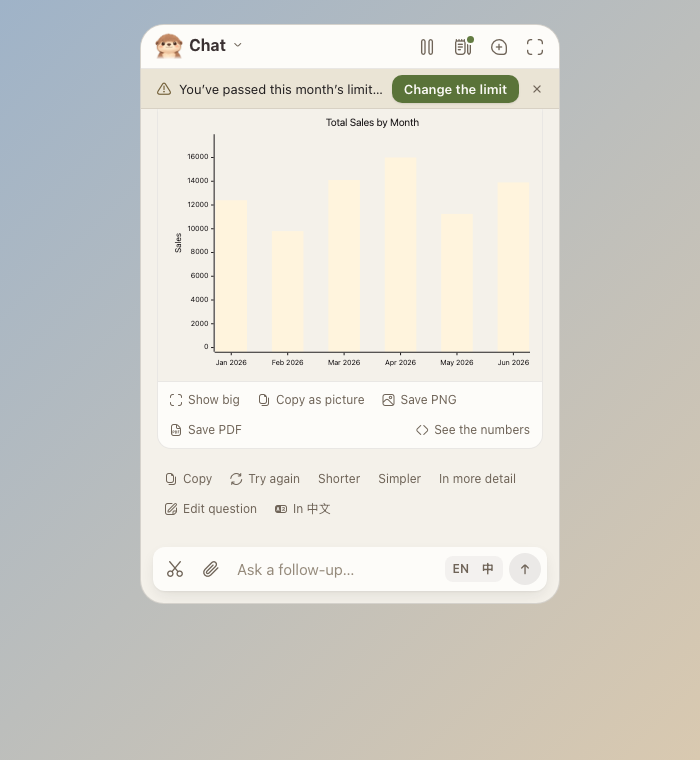 Chat
You’ve passed this month’s limit...
Change the limit
Total Sales by Month
16000
14000
12000
10000
8000
6000
4000
2000
0
Sales
Jan 2026 Feb 2026 Mar 2026 Apr 2026 May 2026 Jun 2026
Show big Copy as picture Save PNG
Save PDF See the numbers
Copy Try again Shorter Simpler In more detail
Edit question In 中文
Ask a follow-up... EN 中